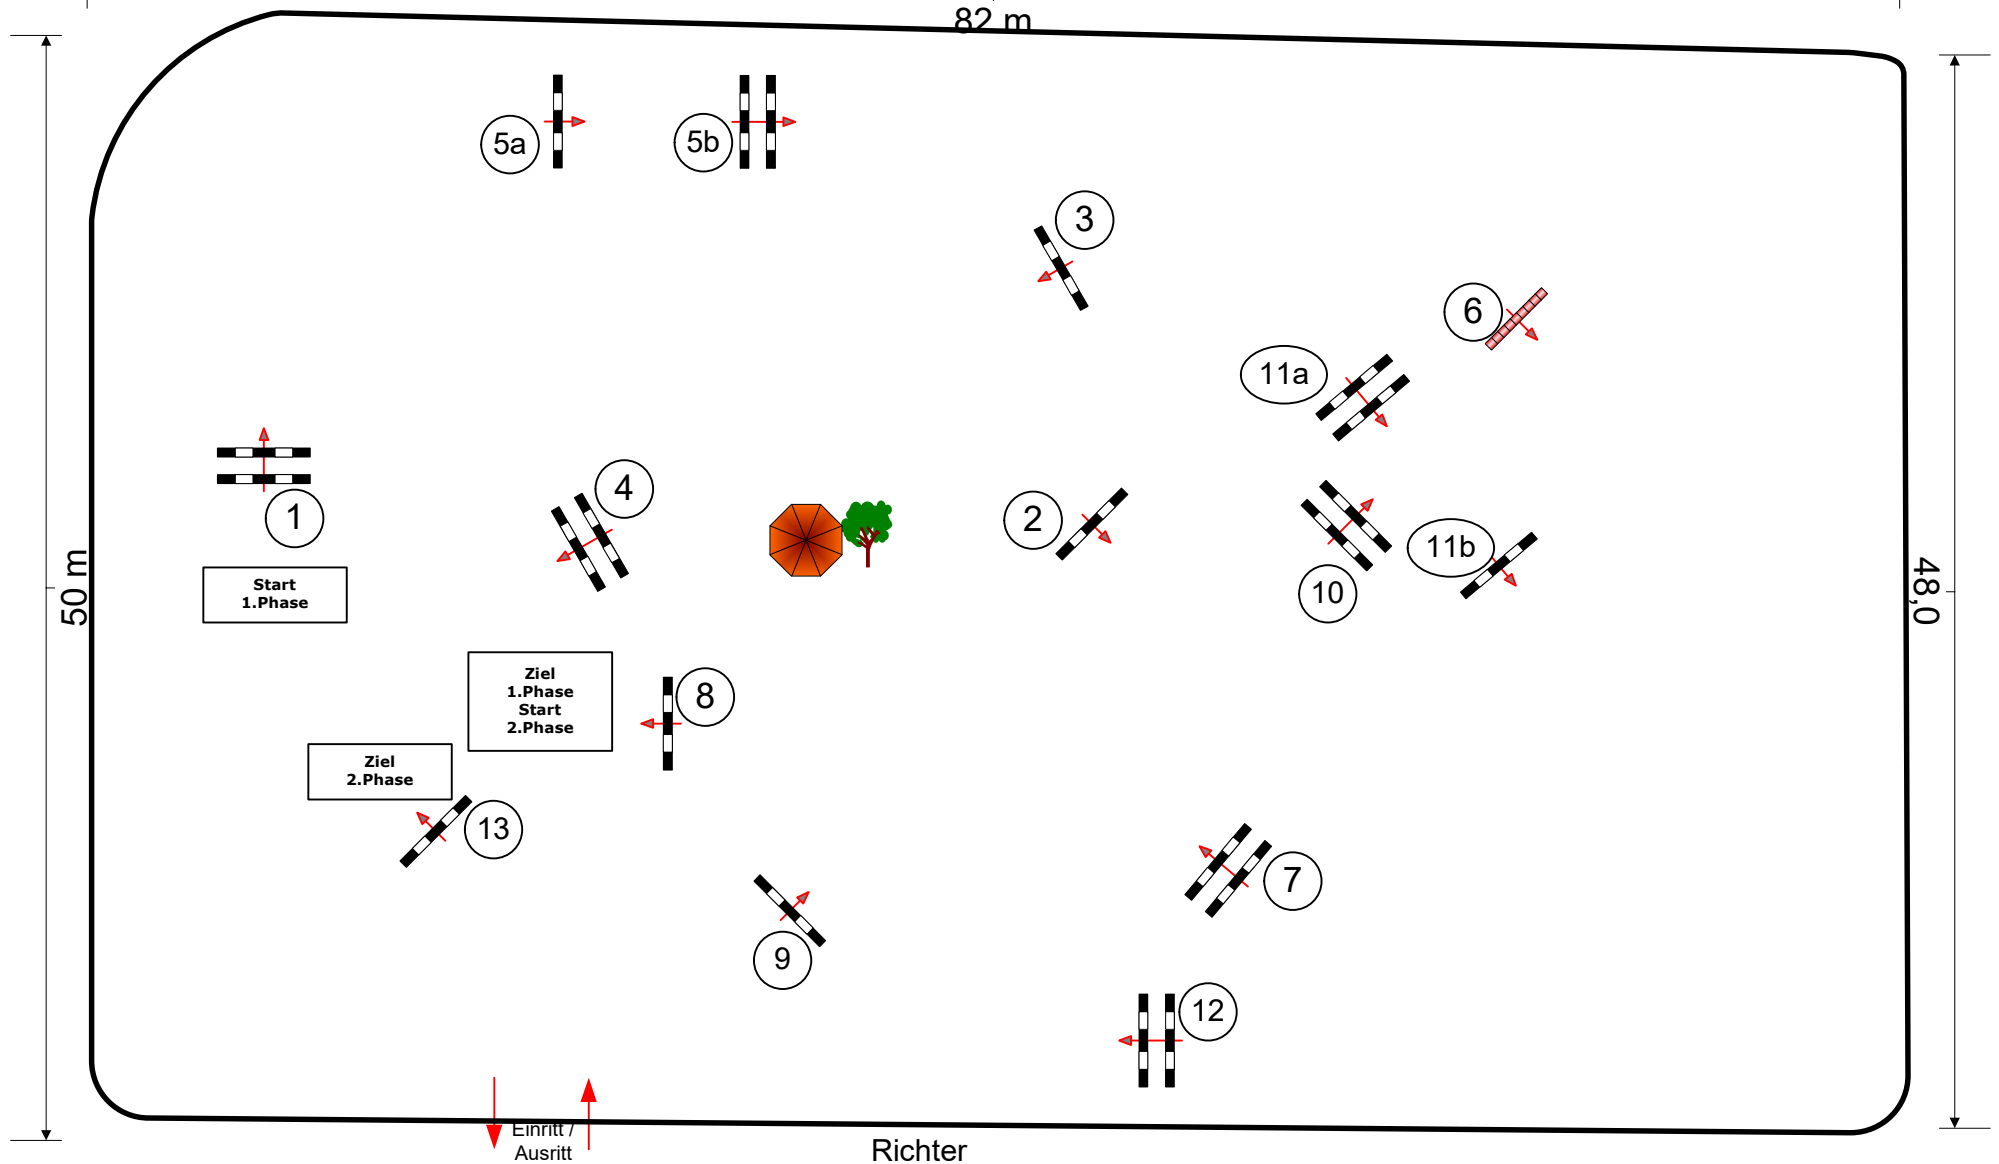 82 m
5a
5b
3
6
11a
1
4
2
11b
10
50 m
48,0
Start
1.Phase
Ziel
1.Phase
Start
2.Phase
8
Ziel
2.Phase
13
7
9
12
Einritt /
Ausritt
Richter